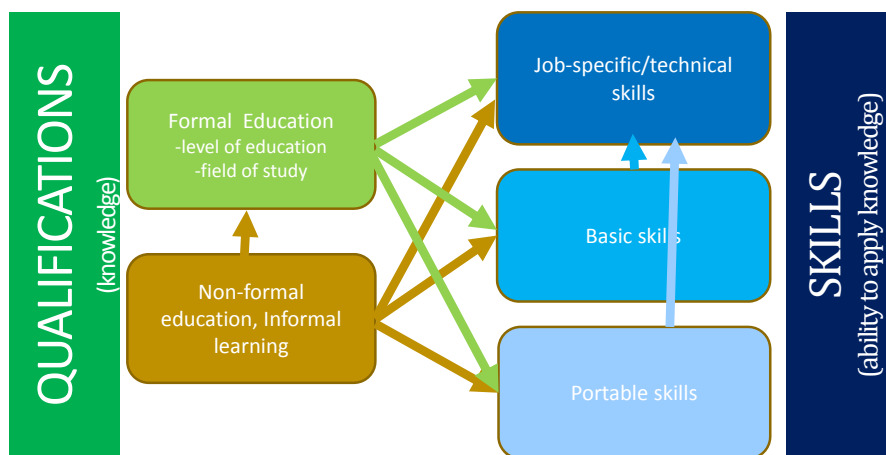 QUALIFICATIONS
(knowledge)
Formal  Education
-level of education
-field of study
Non-formal
education, Informal
learning
Job-specific/technical
skills
Basic skills
Portable skills
SKILLS
(ability to apply knowledge)